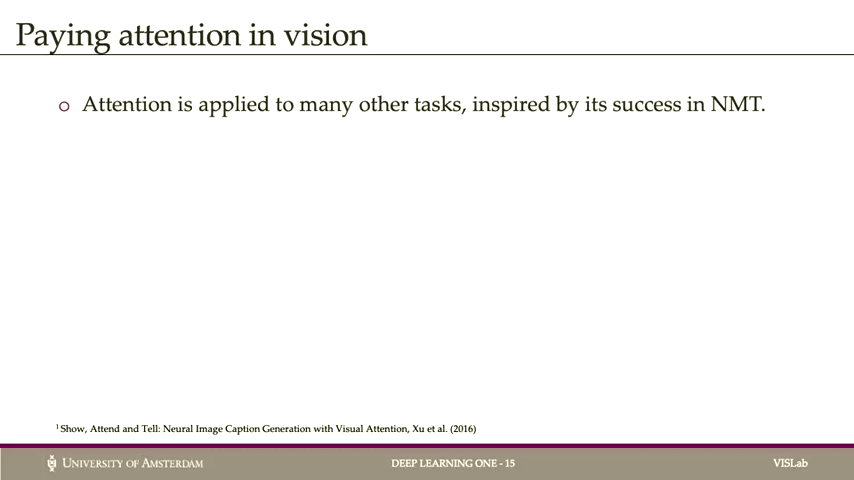 Paying attention in vision
o Attention is applied to many other tasks, inspired by its success in NMT.
1 Show, Attend and Tell: Neural Image Caption Generation with Visual Attention, Xu et al. (2016)
UNIVERSITY OF AMSTERDAM
DEEP LEARNING ONE - 15
VISLab